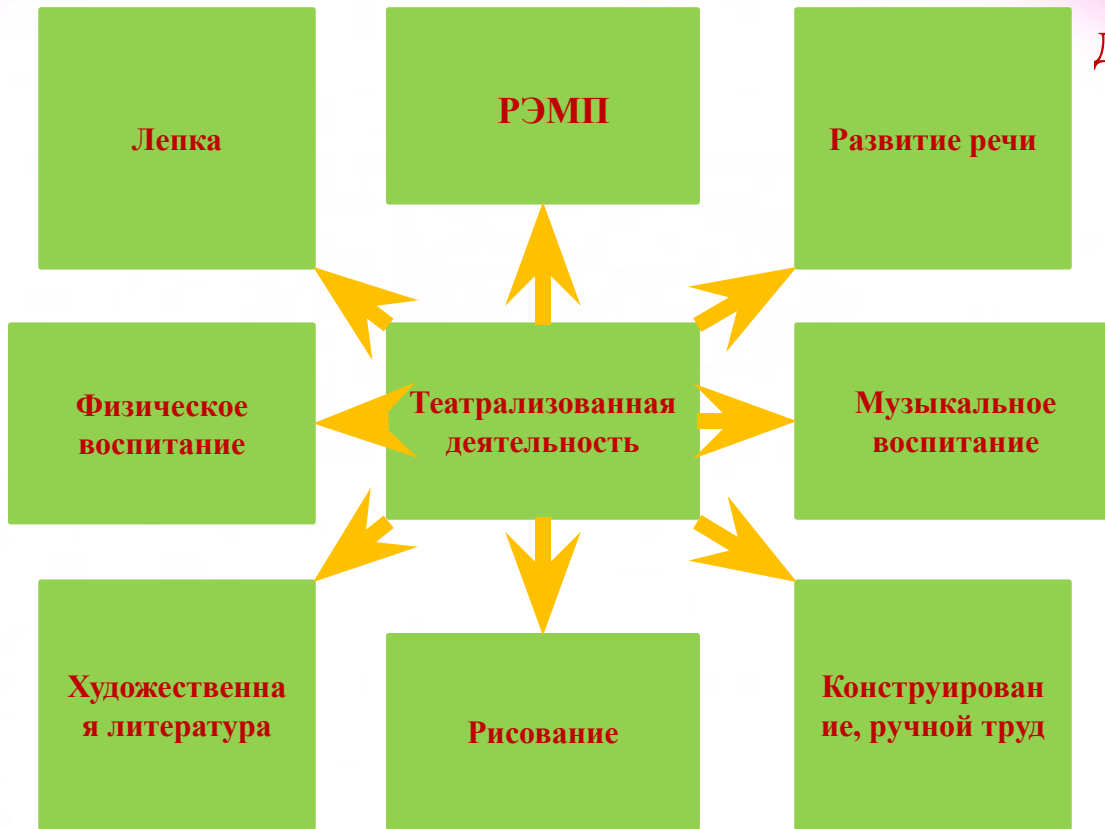 Д
Лепка
РЭМП
Развитие речи
Физическое
воспитание
Театрализованная
деятельность
Музыкальное
воспитание
Художественна
я литература
Рисование
Конструирован
ие, ручной труд